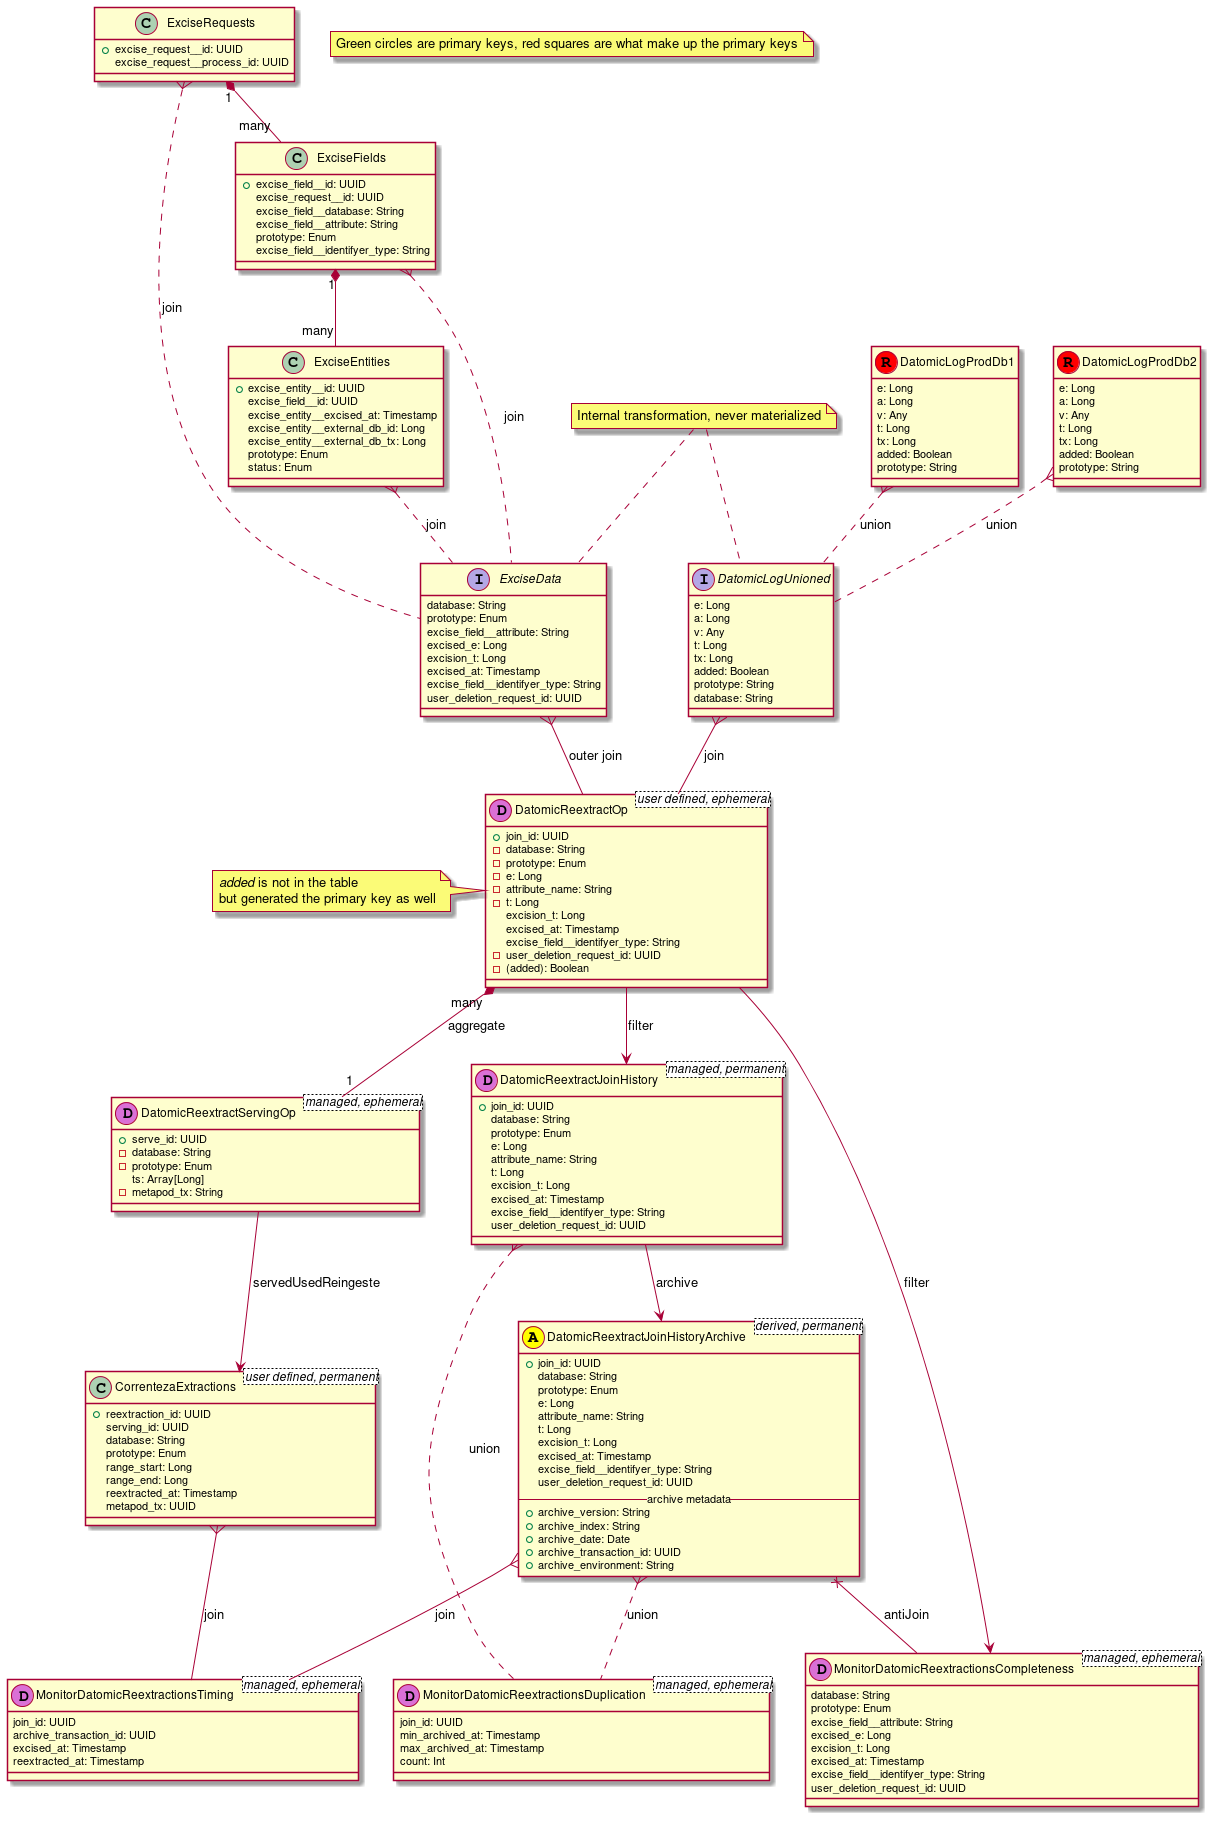 C ExciseRequests
excise_request__id: UUID
excise_request__process_id: UUID
Green circles are primary keys, red squares are what make up the primary keys
1
many
C ExciseFields
excise_field__id: UUID
excise_request__id: UUID
excise_field__database: String
excise_field__attribute: String
prototype: Enum
excise_field__identifyer_type: String
join
1
many
C ExciseEntities
excise_entity__id: UUID
excise_field__id: UUID
excise_entity__excised_at: Timestamp
excise_entity__external_db_id: Long
excise_entity__external_db_tx: Long
prototype: Enum
status: Enum
join
Internal transformation, never materialized
R DatomicLogProdDb1
e: Long
a: Long
v: Any
t: Long
tx: Long
added: Boolean
prototype: String
R DatomicLogProdDb2
e: Long
a: Long
v: Any
t: Long
tx: Long
added: Boolean
prototype: String
join
union
union
I ExciseData
database: String
prototype: Enum
excise_field__attribute: String
excised_e: Long
excision_t: Long
excised_at: Timestamp
excise_field__identifyer_type: String
user_deletion_request_id: UUID
I DatomicLogUnioned
e: Long
a: Long
v: Any
t: Long
tx: Long
added: Boolean
prototype: String
database: String
outer join
join
D DatomicReextractOp
user defined, ephemeral
join_id: UUID
database: String
prototype: Enum
e: Long
attribute_name: String
t: Long
excision_t: Long
excised_at: Timestamp
excise_field__identifyer_type: String
user_deletion_request_id: UUID
(added): Boolean
added is not in the table
but generated the primary key as well
many
aggregate
1
filter
D DatomicReextractServingOp
managed, ephemeral
serve_id: UUID
database: String
prototype: Enum
ts: Array[Long]
metapod_tx: String
D DatomicReextractJoinHistory
managed, permanent
join_id: UUID
database: String
prototype: Enum
e: Long
attribute_name: String
t: Long
excision_t: Long
excised_at: Timestamp
excise_field__identifyer_type: String
user_deletion_request_id: UUID
servedUsedReingeste
archive
filter
C CorrentezaExtractions
user defined, permanent
reextraction_id: UUID
serving_id: UUID
database: String
prototype: Enum
range_start: Long
range_end: Long
reextracted_at: Timestamp
metapod_tx: UUID
union
A DatomicReextractJoinHistoryArchive
derived, permanent
join_id: UUID
database: String
prototype: Enum
e: Long
attribute_name: String
t: Long
excision_t: Long
excised_at: Timestamp
excise_field__identifyer_type: String
user_deletion_request_id: UUID
archive metadata
archive_version: String
archive_index: String
archive_date: Date
archive_transaction_id: UUID
archive_environment: String
join
join
union
antiJoin
D MonitorDatomicReextractionsTiming
managed, ephemeral
join_id: UUID
archive_transaction_id: UUID
excised_at: Timestamp
reextracted_at: Timestamp
D MonitorDatomicReextractionsDuplication
managed, ephemeral
join_id: UUID
min_archived_at: Timestamp
max_archived_at: Timestamp
count: Int
D MonitorDatomicReextractionsCompleteness
managed, ephemeral
database: String
prototype: Enum
excise_field__attribute: String
excised_e: Long
excision_t: Long
excised_at: Timestamp
excise_field__identifyer_type: String
user_deletion_request_id: UUID